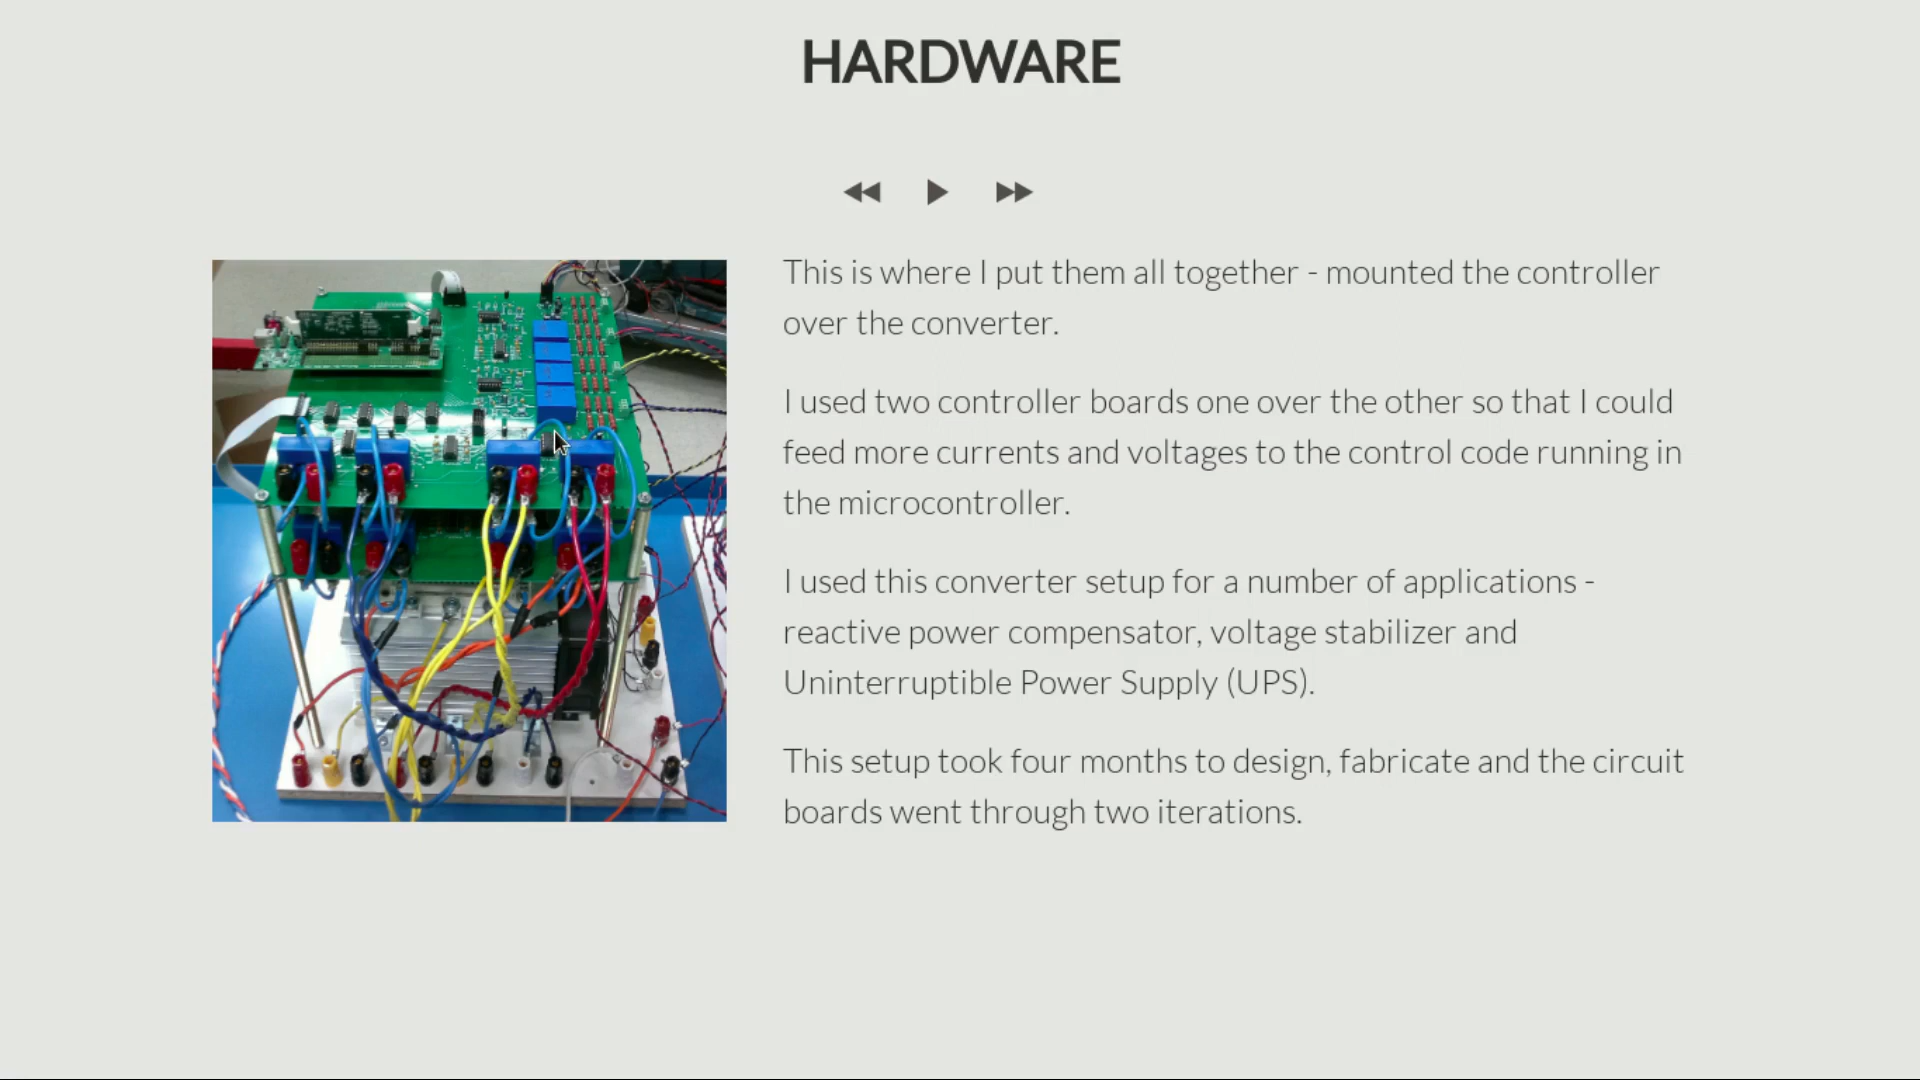 HARDWARE
This is where I put them all together - mounted the controller
over the converter.
I used two controller boards one over the other so that I could
feed more currents and voltages to the control code running in
the microcontroller.
I used this converter setup for a number of applications -
reactive power compensator, voltage stabilizer and
Uninterruptible Power Supply (UPS).
This setup took four months to design, fabricate and the circuit
boards went through two iterations.